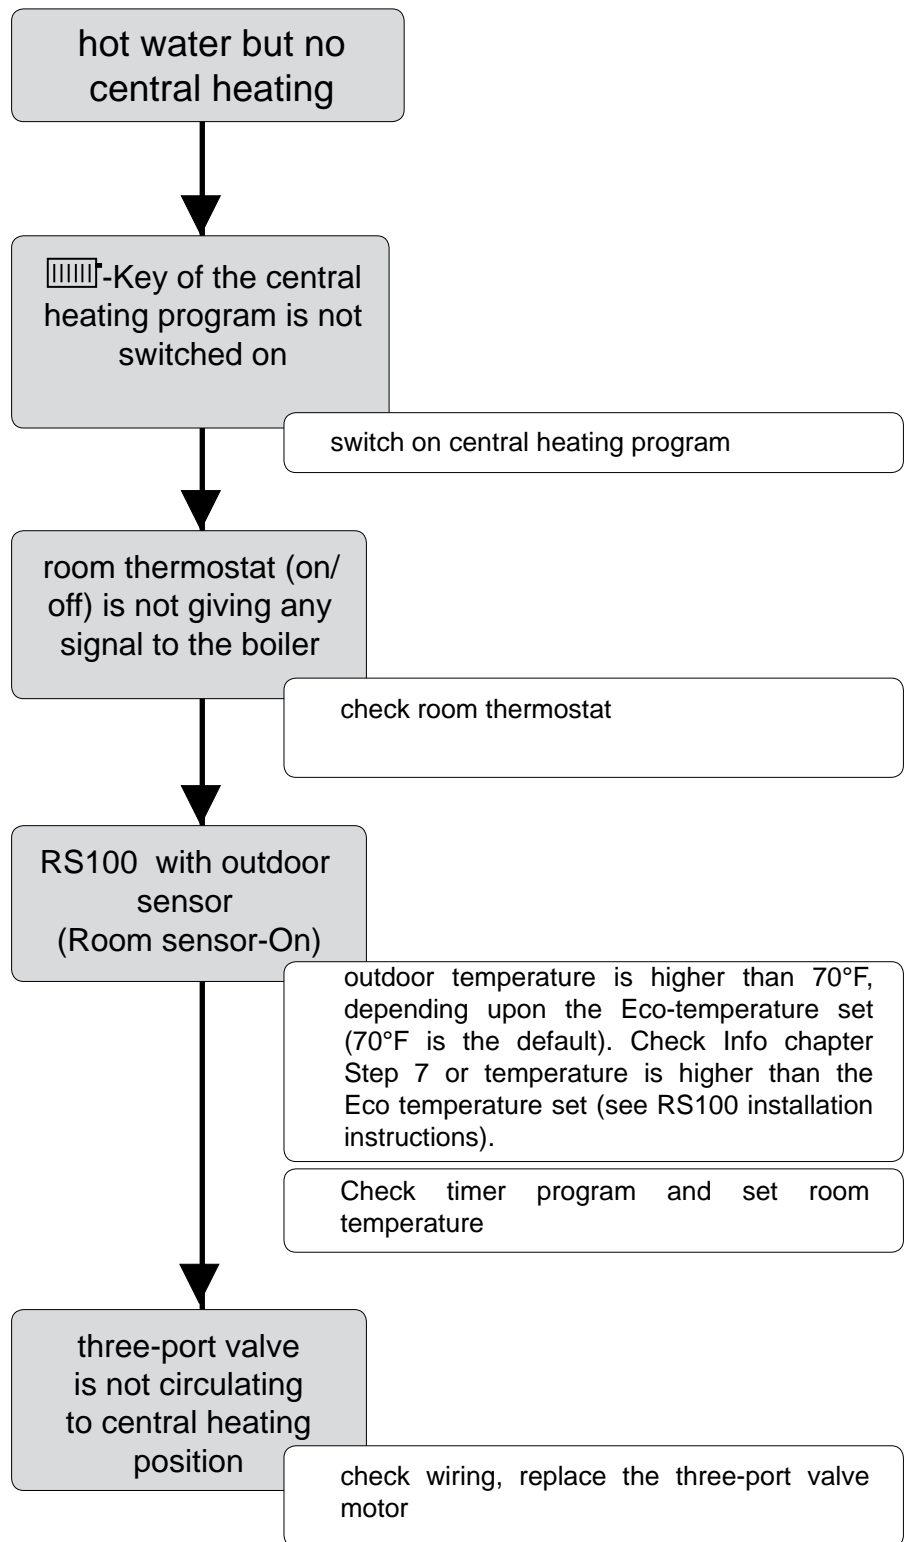 hot water but no
central heating
-Key of the central
heating program is not
switched on
switch on central heating program
room thermostat (on/
off) is not giving any
signal to the boiler
check room thermostat
RS100 with outdoor
sensor
(Room sensor-On)
outdoor temperature is higher than 70°F,
depending upon the Eco-temperature set
(70°F is the default). Check Info chapter
Step 7 or temperature is higher than the
Eco temperature set (see RS100 installation
instructions).
Check timer program and set room
temperature
three-port valve
is not circulating
to central heating
position
check wiring, replace the three-port valve
motor